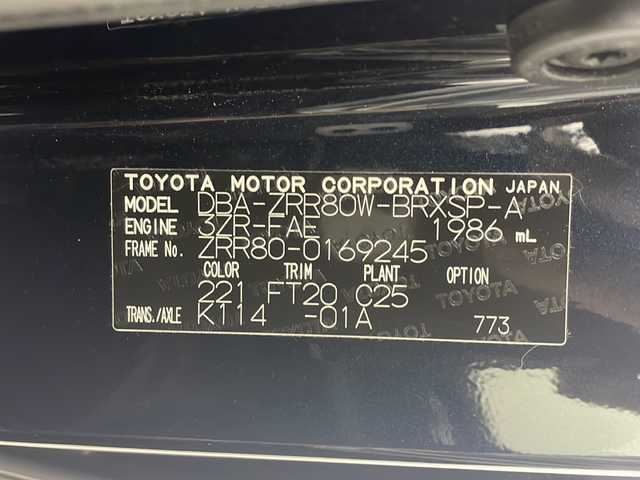 TOYOTA MOTOR CORPORATION JAPAN
MODEL DBA-ZRR80W-BRXSP-A
ENGINE 3ZR-FAE 1986 mL
FRAME No. ZRR80-0169245
COLOR TRIM PLANT OPTION
221 FT20 C25
TRANS./AXLE K114 -01A 773